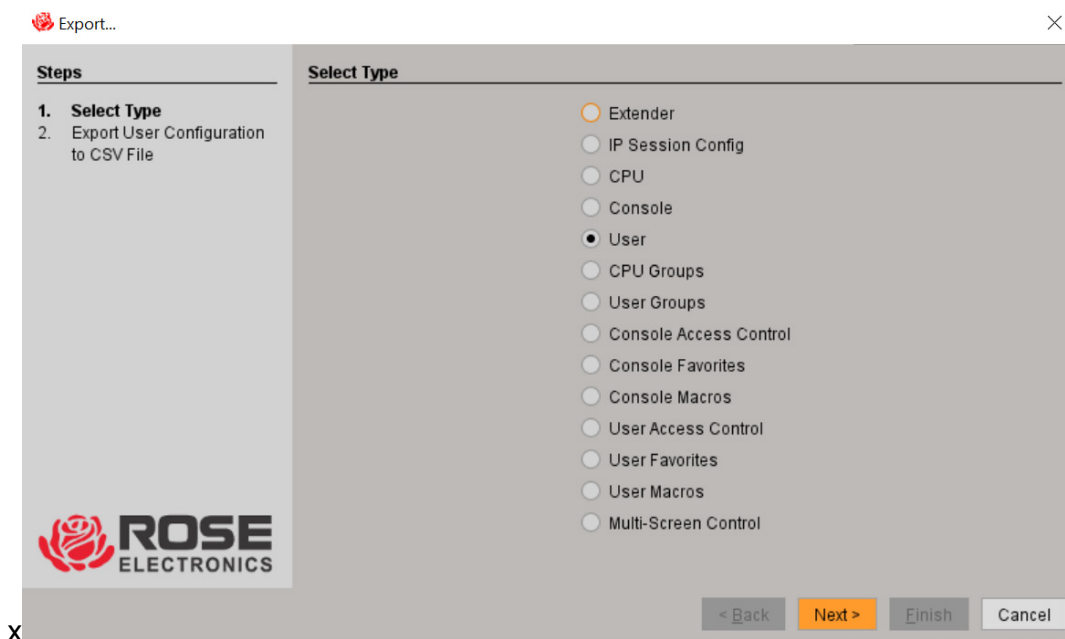 Export...
Steps
1. Select Type
2. Export User Configuration
to CSV File
Select Type
Extender
IP Session Config
CPU
Console
User
CPU Groups
User Groups
Console Access Control
Console Favorites
Console Macros
User Access Control
User Favorites
User Macros
Multi-Screen Control
ROSE
ELECTRONICS
< Back
Next >
Finish
Cancel
x